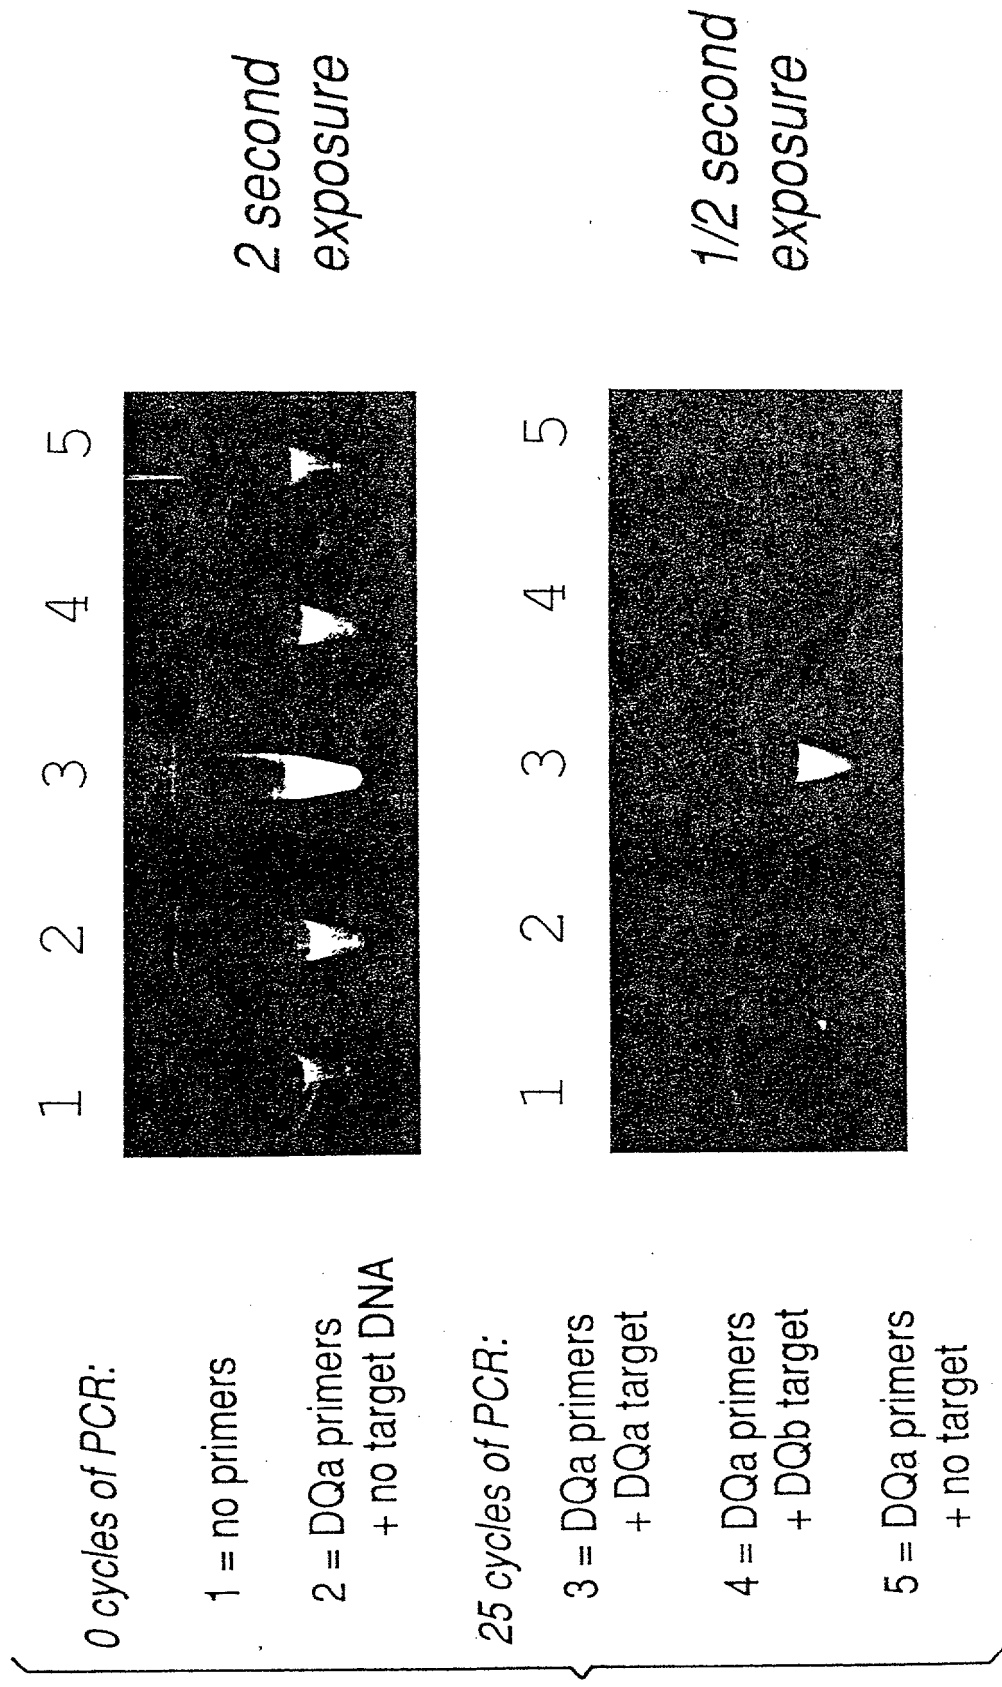 0 cycles of PCR:
1 = no primers
2 = DQa primers
+ no target DNA
25 cycles of PCR:
3 = DQa primers
+ DQa target
4 = DQa primers
+ DQb target
5 = DQa primers
+ no target
1 2 3 4 5
2 second
exposure
1 2 3 4 5
1/2 second
exposure